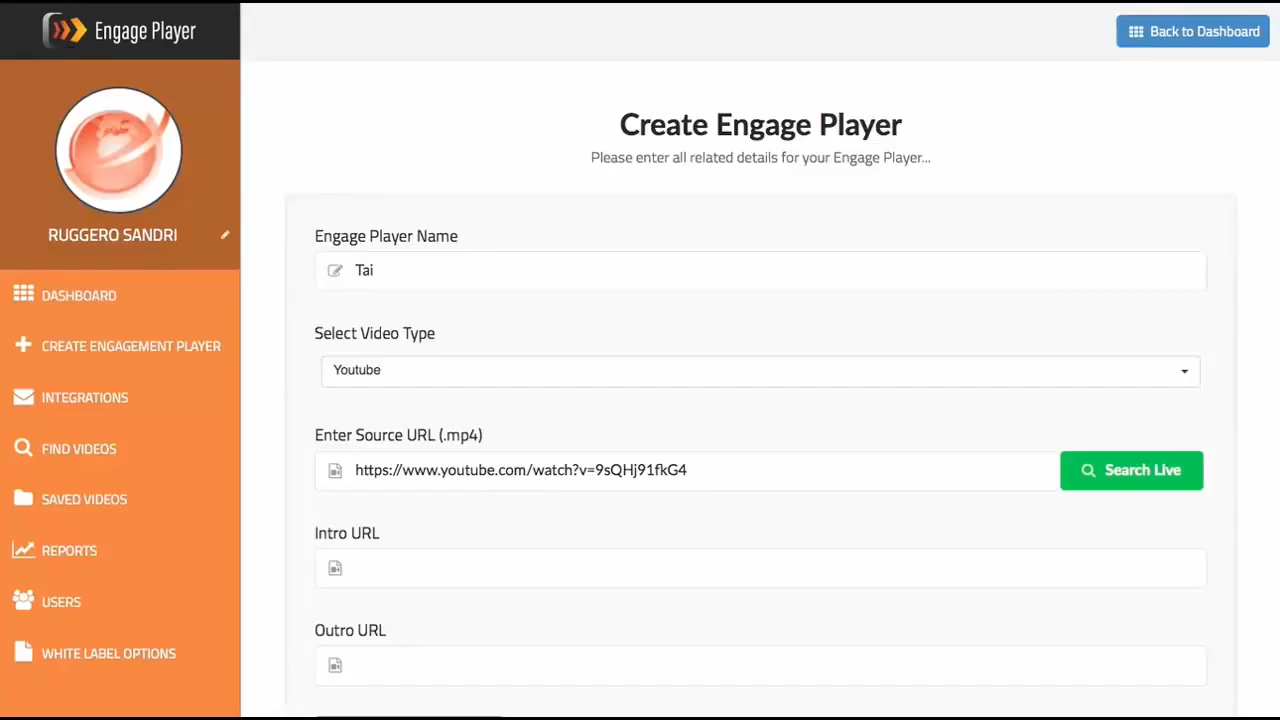 Engage Player
Back to Dashboard
RUGGERO SANDRI
DASHBOARD
CREATE ENGAGEMENT PLAYER
INTEGRATIONS
FIND VIDEOS
SAVED VIDEOS
REPORTS
USERS
WHITE LABEL OPTIONS
Create Engage Player
Please enter all related details for your Engage Player...
Engage Player Name
Tai
Select Video Type
Youtube
Enter Source URL (.mp4)
https://www.youtube.com/watch?v=9sQHj91fkG4
Search Live
Intro URL
Outro URL